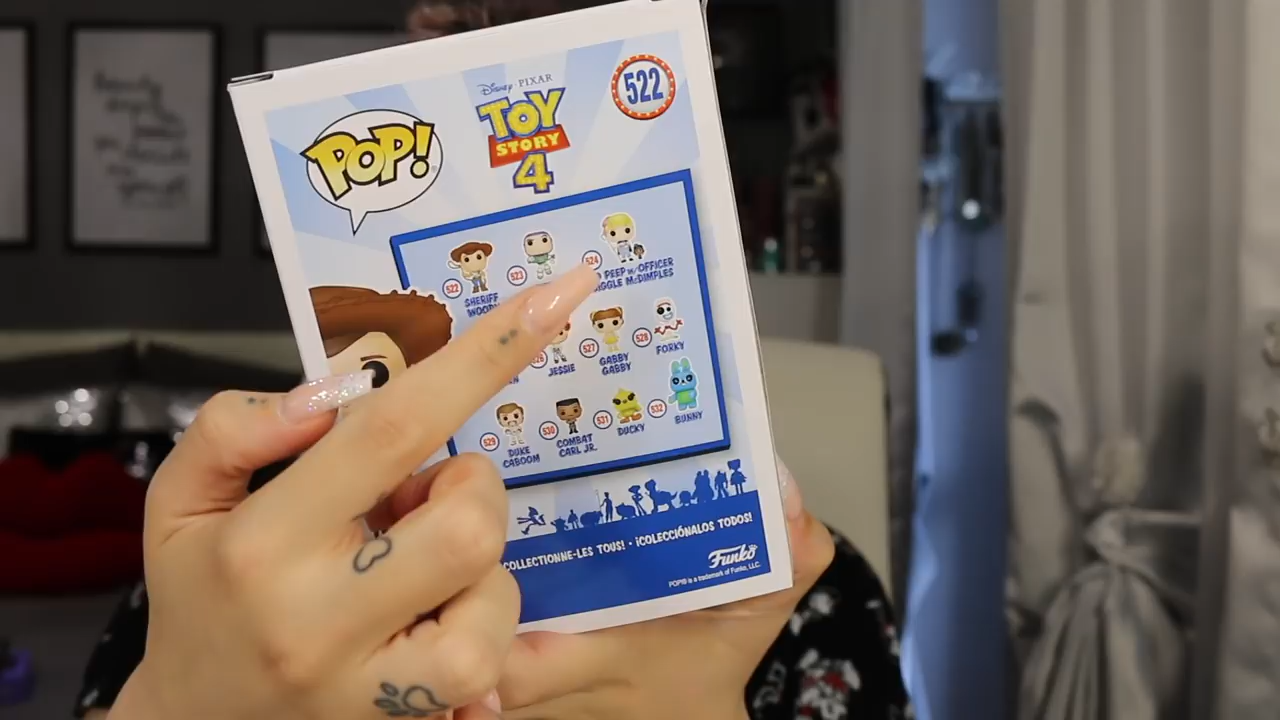 Disney PIXAR
TOY
STORY
4
522
POP!
522
SHERIFF
523
524
PEEP w/ OFFICER
McDIMPLES
JESSIE
527
GABBY
GABBY
528
FORKY
529
DUKE
CABOOM
530
COMBAT
CARL JR.
531
DUCKY
532
BUNNY
COLLECTIONNE-LES TOUS! • ¡COLECCIÓNALOS TODOS!
Funko
POP!® is a trademark of Funko, LLC.